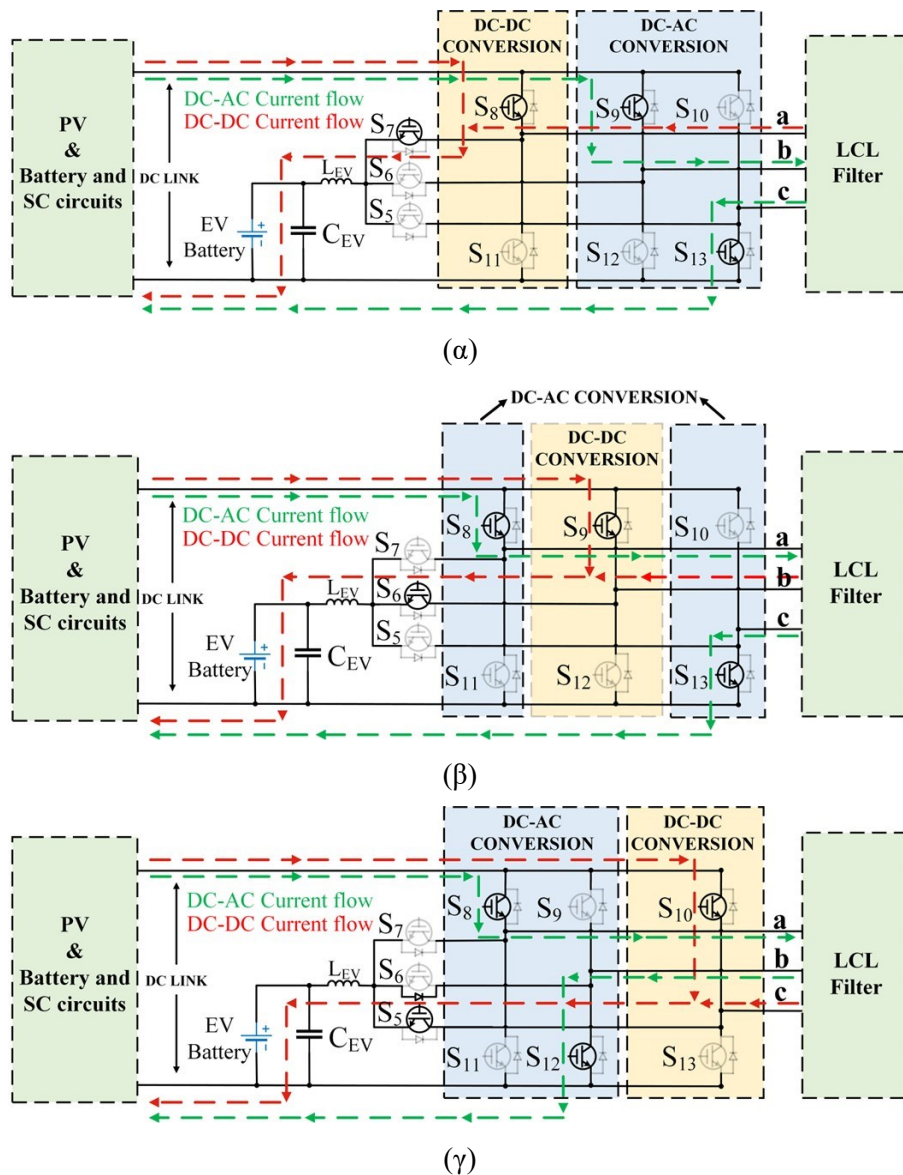 DC-DC
CONVERSION
DC-AC
CONVERSION
PV
&
Battery and
SC circuits
DC LINK
DC-AC Current flow
DC-DC Current flow
S7
S6
S5
LEV
CEV
EV
Battery
S8
S9
S10
S11
S12
S13
a
b
c
LCL
Filter
(α)
DC-AC CONVERSION
DC-DC
CONVERSION
PV
&
Battery and
SC circuits
DC LINK
DC-AC Current flow
DC-DC Current flow
S7
S6
S5
LEV
CEV
EV
Battery
S8
S9
S10
S11
S12
S13
a
b
c
LCL
Filter
(β)
DC-AC
CONVERSION
DC-DC
CONVERSION
PV
&
Battery and
SC circuits
DC LINK
DC-AC Current flow
DC-DC Current flow
S7
S6
S5
LEV
CEV
EV
Battery
S8
S9
S10
S11
S12
S13
a
b
c
LCL
Filter
(γ)